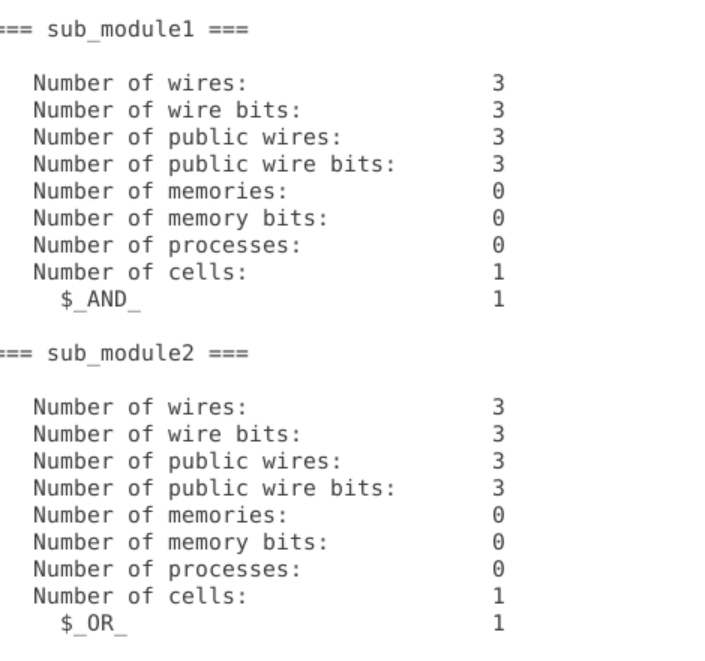 === sub_module1 ===
Number of wires: 3
Number of wire bits: 3
Number of public wires: 3
Number of public wire bits: 3
Number of memories: 0
Number of memory bits: 0
Number of processes: 0
Number of cells: 1
$_AND_ 1
=== sub_module2 ===
Number of wires: 3
Number of wire bits: 3
Number of public wires: 3
Number of public wire bits: 3
Number of memories: 0
Number of memory bits: 0
Number of processes: 0
Number of cells: 1
$_OR_ 1